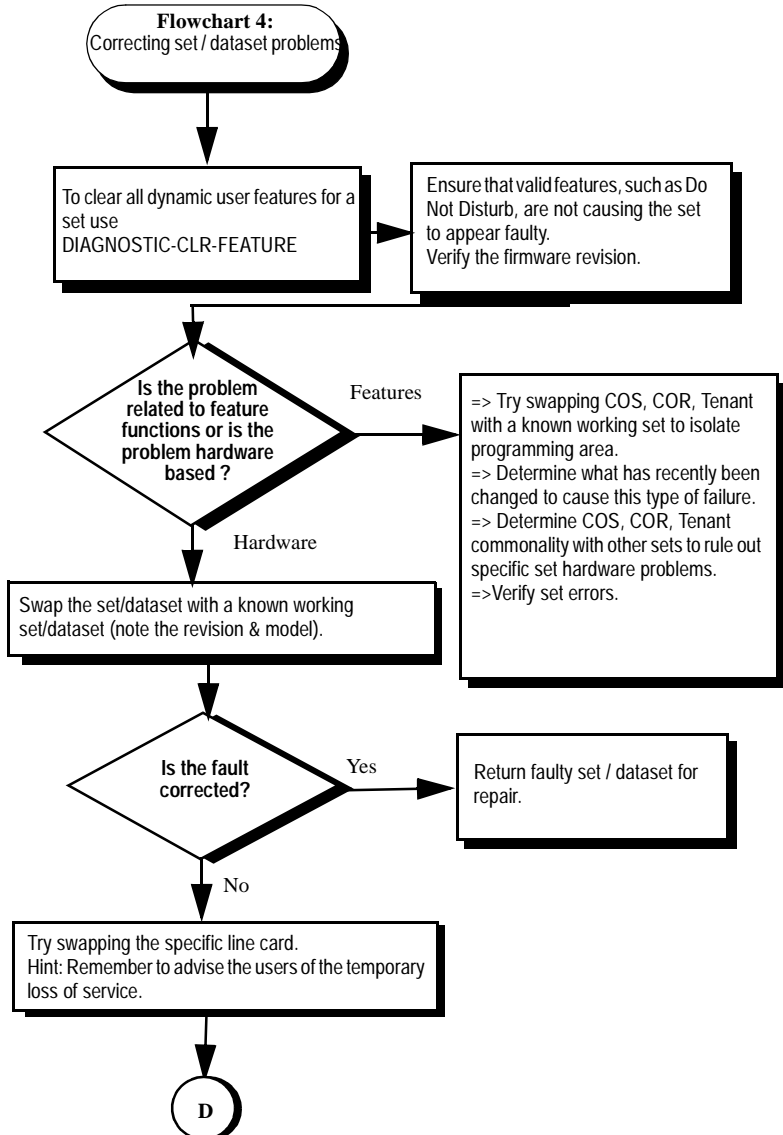 Flowchart 4:
Correcting set / dataset problems
To clear all dynamic user features for a
set use
DIAGNOSTIC-CLR-FEATURE
Ensure that valid features, such as Do
Not Disturb, are not causing the set
to appear faulty.
Verify the firmware revision.
Is the problem
related to feature
functions or is the
problem hardware
based ?
Features
=> Try swapping COS, COR, Tenant
with a known working set to isolate
programming area.
=> Determine what has recently been
changed to cause this type of failure.
=> Determine COS, COR, Tenant
commonality with other sets to rule out
specific set hardware problems.
=>Verify set errors.
Hardware
Swap the set/dataset with a known working
set/dataset (note the revision & model).
Is the fault
corrected?
Yes
Return faulty set / dataset for
repair.
No
Try swapping the specific line card.
Hint: Remember to advise the users of the temporary
loss of service.
D